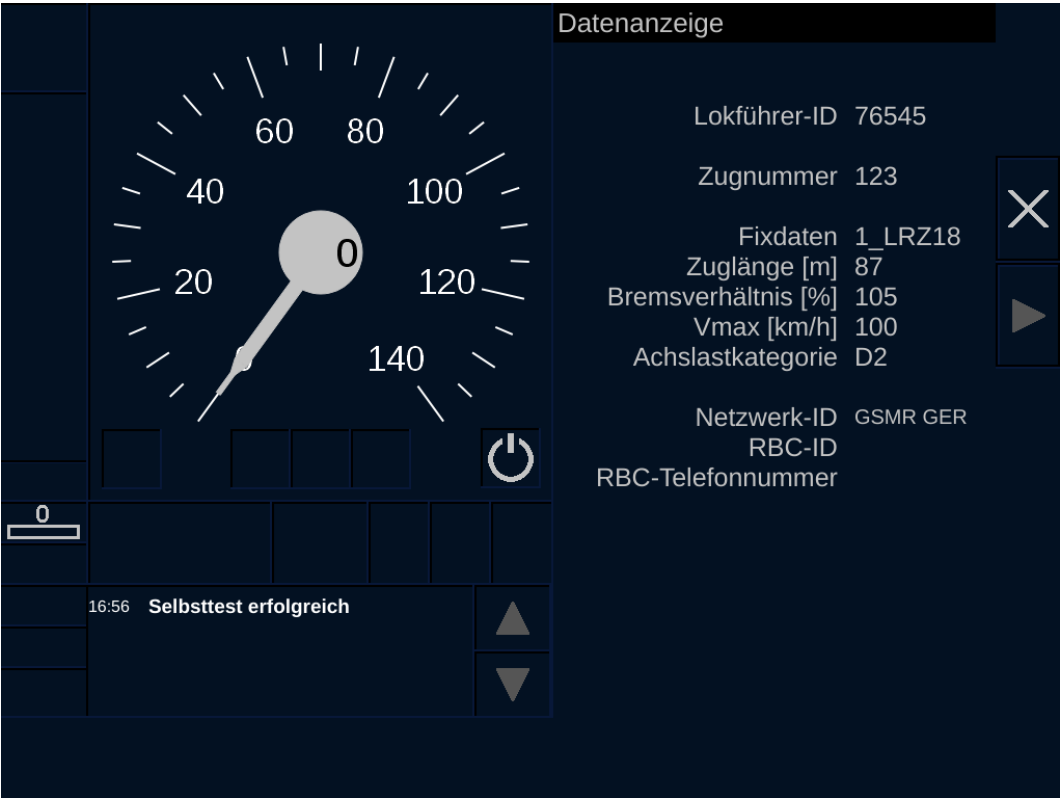 Datenanzeige
60 80
40 100
0
20 120
0 140
Lokführer-ID 76545
Zugnummer 123
Fixdaten 1_LRZ18
Zuglänge [m] 87
Bremsverhältnis [%] 105
Vmax [km/h] 100
Achslastkategorie D2
Netzwerk-ID GSMR GER
RBC-ID
RBC-Telefonnummer
0
16:56 Selbsttest erfolgreich